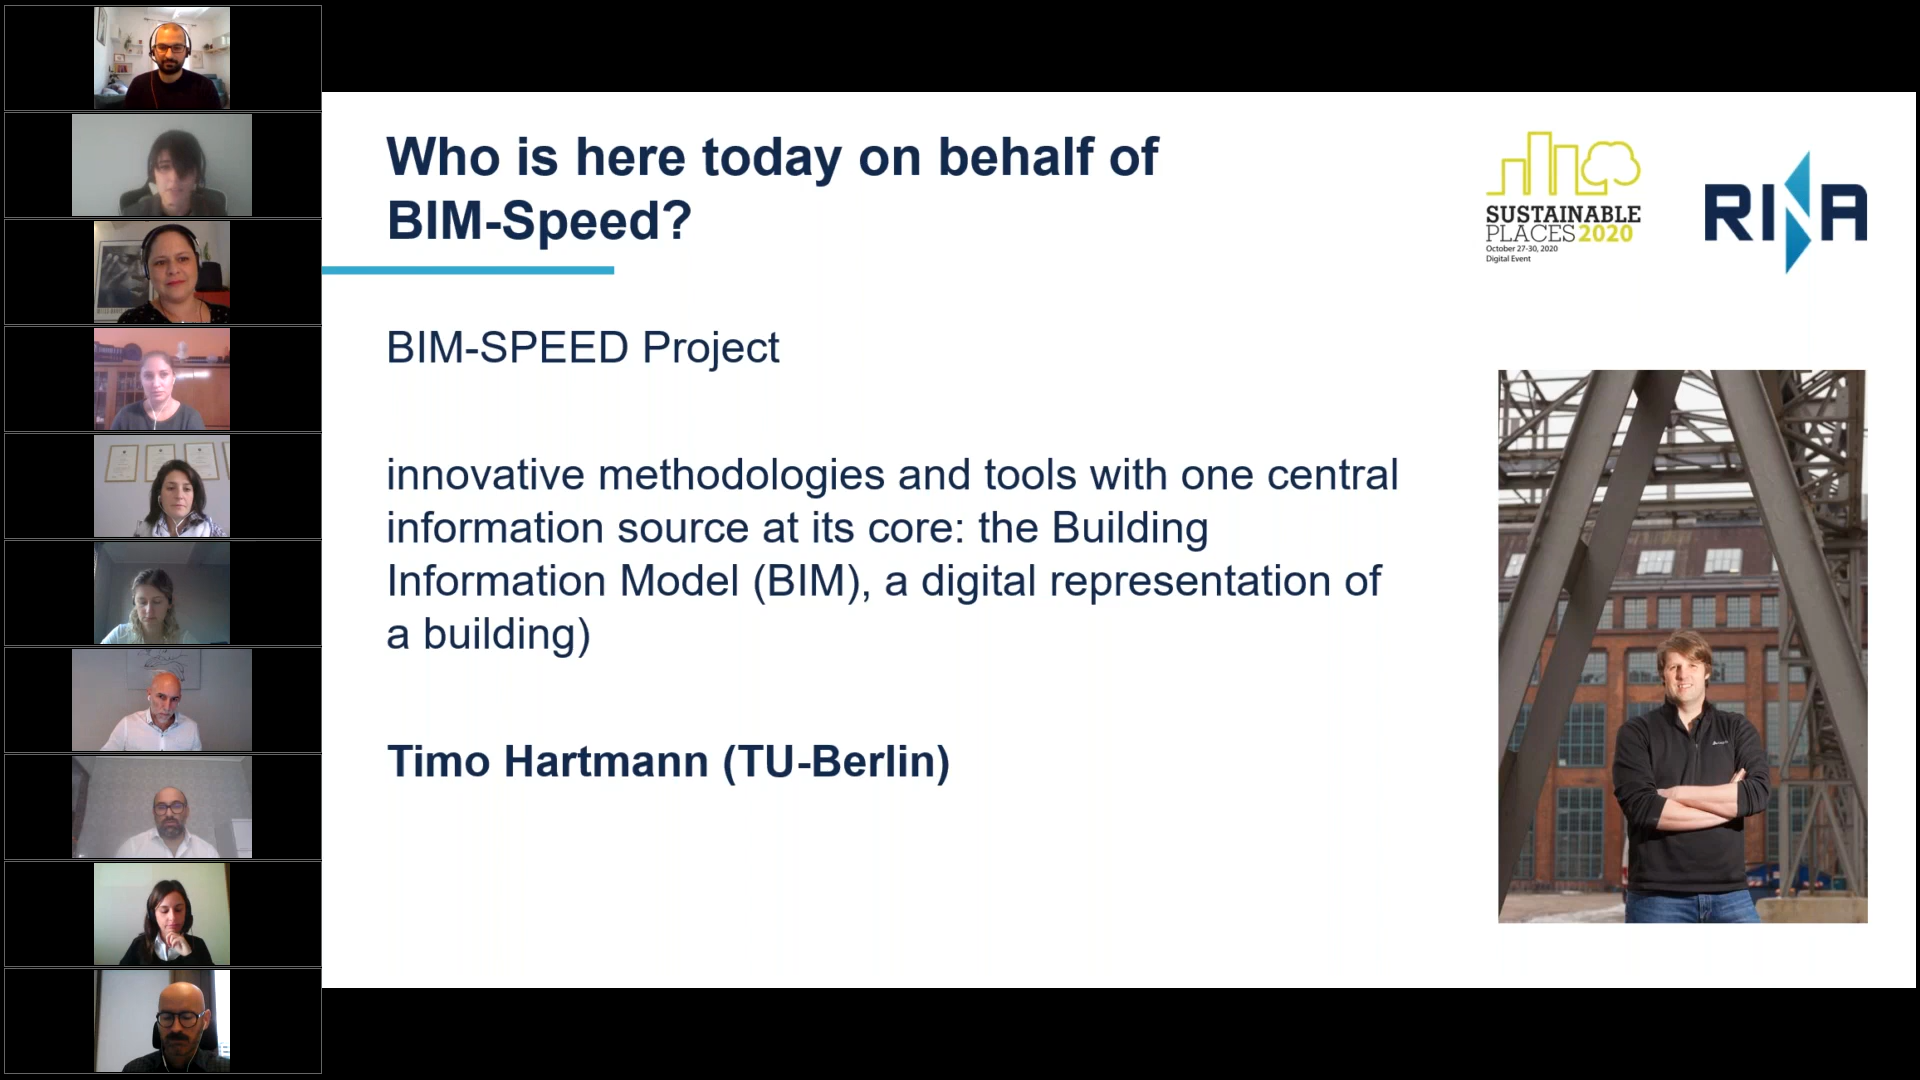 Who is here today on behalf of
BIM-Speed?
SUSTAINABLE
PLACES 2020
October 27-30, 2020
Digital Event
RINA
BIM-SPEED Project
innovative methodologies and tools with one central
information source at its core: the Building
Information Model (BIM), a digital representation of
a building)
Timo Hartmann (TU-Berlin)